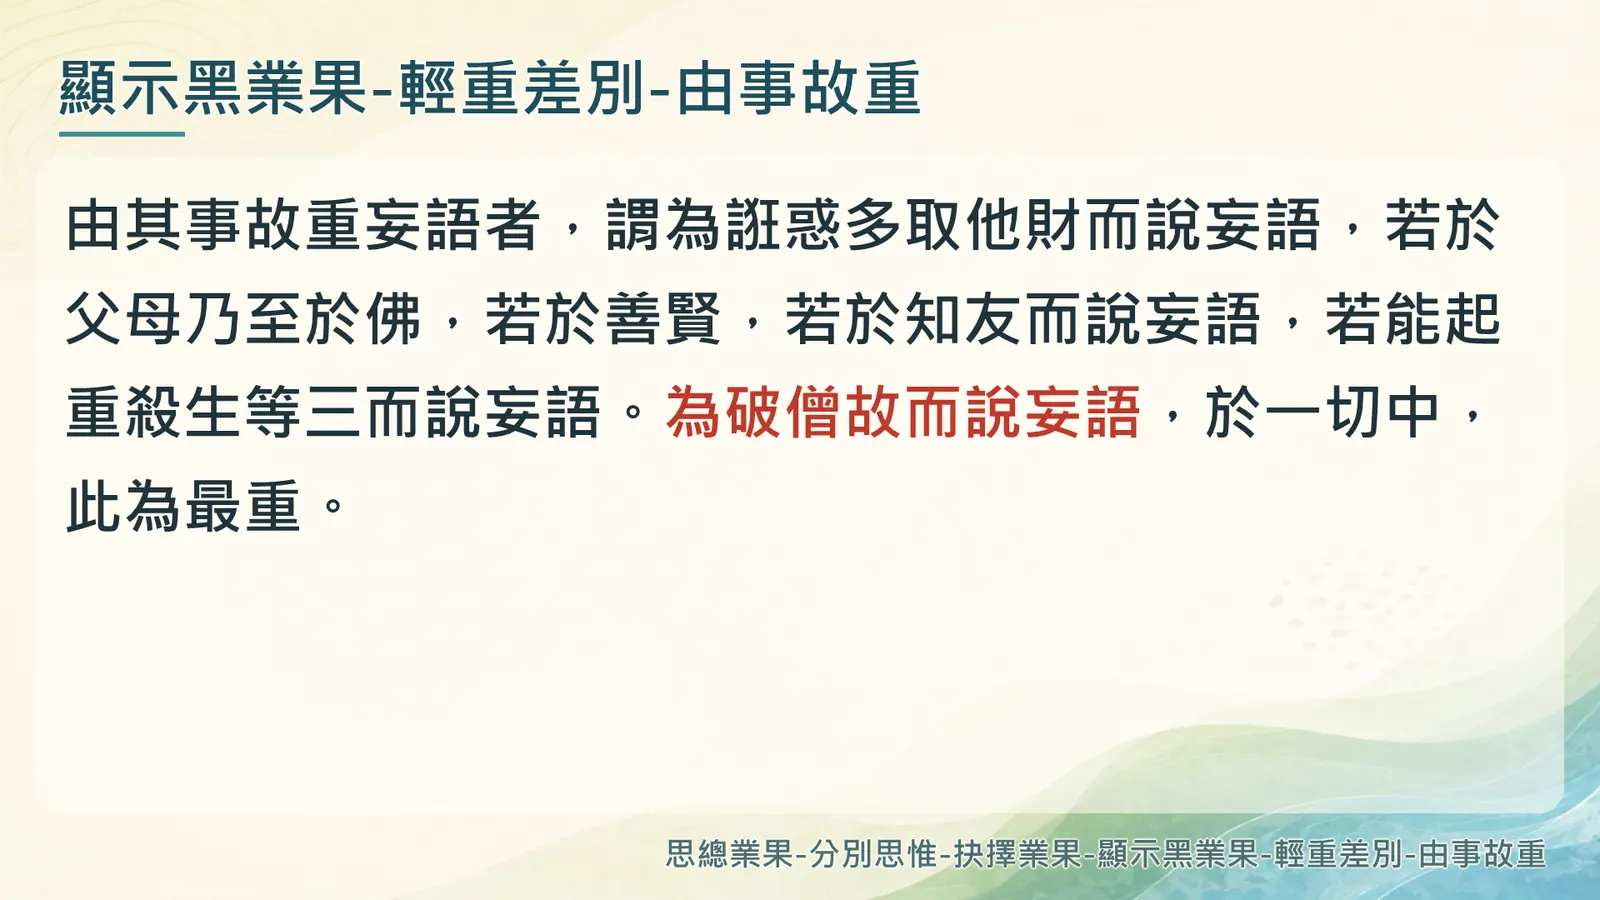 顯示黑業果-輕重差別-由事故重
由其事故重妄語者，謂為誑惑多取他財而說妄語，若於
父母乃至於佛，若於善賢，若於知友而說妄語，若能起
重殺生等三而說妄語。為破僧故而說妄語，於一切中，
此為最重。
思總業果-分別思惟-抉擇業果-顯示黑業果-輕重差別-由事故重